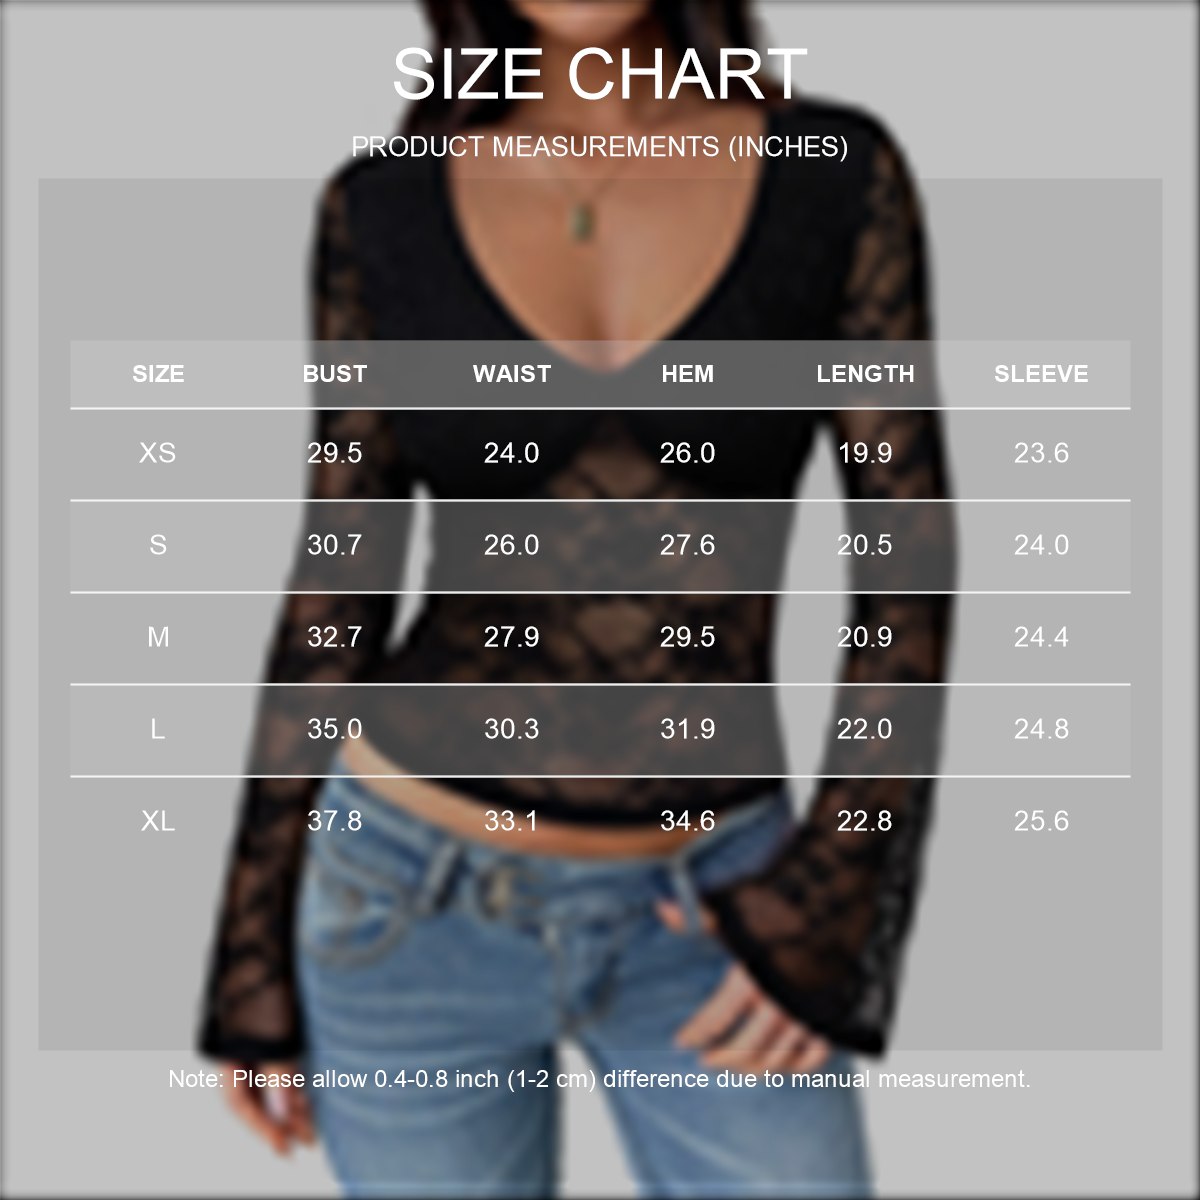 SIZE CHART
PRODUCT MEASUREMENTS (INCHES)
SIZE BUST WAIST HEM LENGTH SLEEVE
XS 29.5 24.0 26.0 19.9 23.6
S 30.7 26.0 27.6 20.5 24.0
M 32.7 27.9 29.5 20.9 24.4
L 35.0 30.3 31.9 22.0 24.8
XL 37.8 33.1 34.6 22.8 25.6
Note: Please allow 0.4-0.8 inch (1-2 cm) difference due to manual measurement.